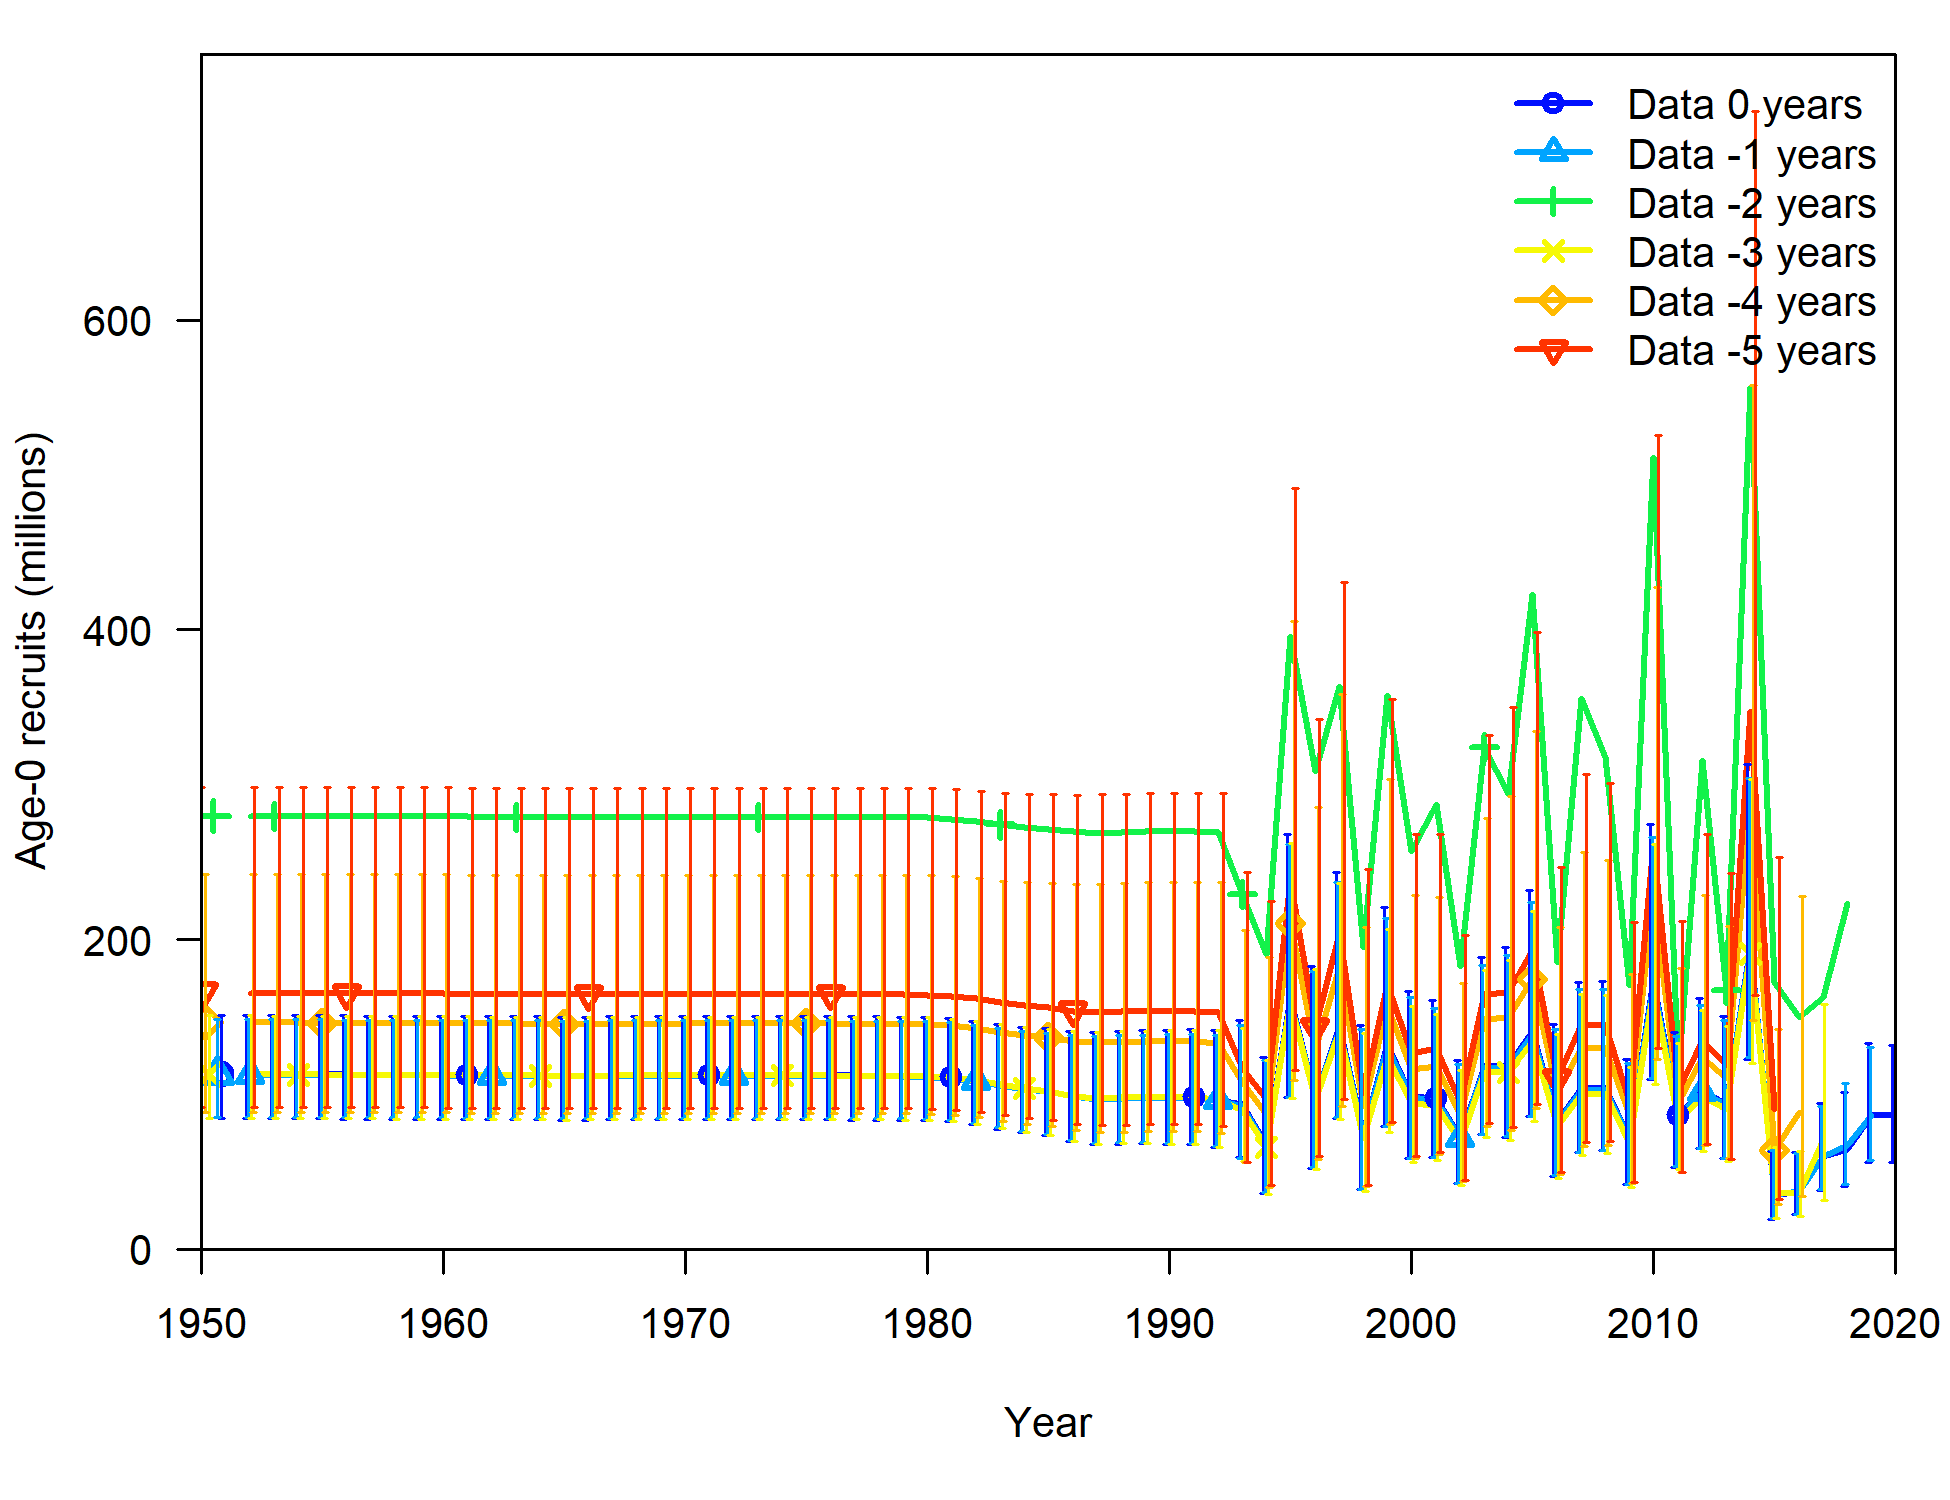 Data 0 years
Data -1 years
Data -2 years
Data -3 years
Data -4 years
Data -5 years
Age-0 recruits (millions)
600
400
200
0
1950 1960 1970 1980 1990 2000 2010 2020
Year